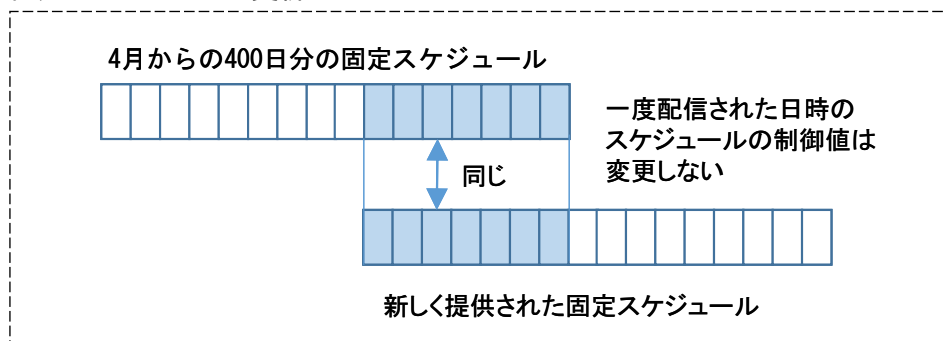 4月からの400日分の固定スケジュール
一度配信された日時の
スケジュールの制御値は
変更しない
同じ
新しく提供された固定スケジュール